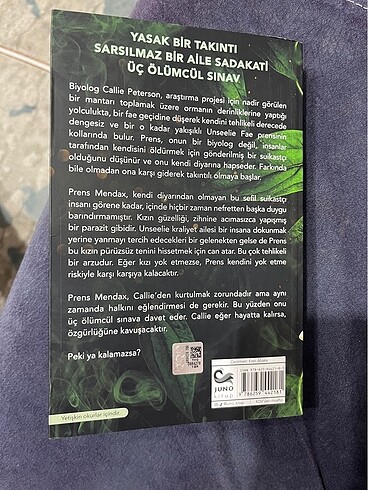 YASAK BİR TAKINTI
SARSILMAZ BİR AİLE SADAKATİ
ÜÇ ÖLÜMCÜL SINAV
Biyolog Callie Peterson, araştırma projesi için nadir görülen
bir mantarı toplamak üzere ormanın derinliklerine yaptığı
yolculukta, bir fae geçidine düşerek kendini tehlikeli derecede
dengesiz ve bir o kadar yakışıklı Unseelie Fae prensinin
kollarında bulur. Prens, onun bir biyolog değil, insanlar
tarafından kendisini öldürmek için gönderilmiş bir suikastçı
olduğunu düşünür ve onu kendi diyarına hapseder. Farkında
bile olmadan ona karşı giderek takıntılı olmaya başlar.
Prens Mendax, kendi diyarından olmayan bu sefil suikastçı
insanı görene kadar, içinde hiçbir zaman nefretten başka duygu
barındırmamıştır. Kızın güzelliği, zihnine acımasızca yapışmış
bir parazit gibidir. Unseelie kraliyet ailesi bir insana dokunmak
yerine yanmayı tercih edecekleri bir gelenekten gelse de Prens
bu kızın pürüzsüz tenini hissetmek için can atar. Bu çok tehlikeli
bir arzudur. Eğer kızı yok etmezse, Prens kendini yok etme
riskiyle karşı karşıya kalacaktır.
Prens Mendax, Callie'den kurtulmak zorundadır ama aynı
zamanda halkını eğlendirmesi de gerekir. Bu yüzden onu
üç ölümcül sınava davet eder. Callie eğer hayatta kalırsa,
özgürlüğüne kavuşacaktır.
Peki ya kalamazsa?
Yetişkin okurlar içindir.
JUNO
kitap